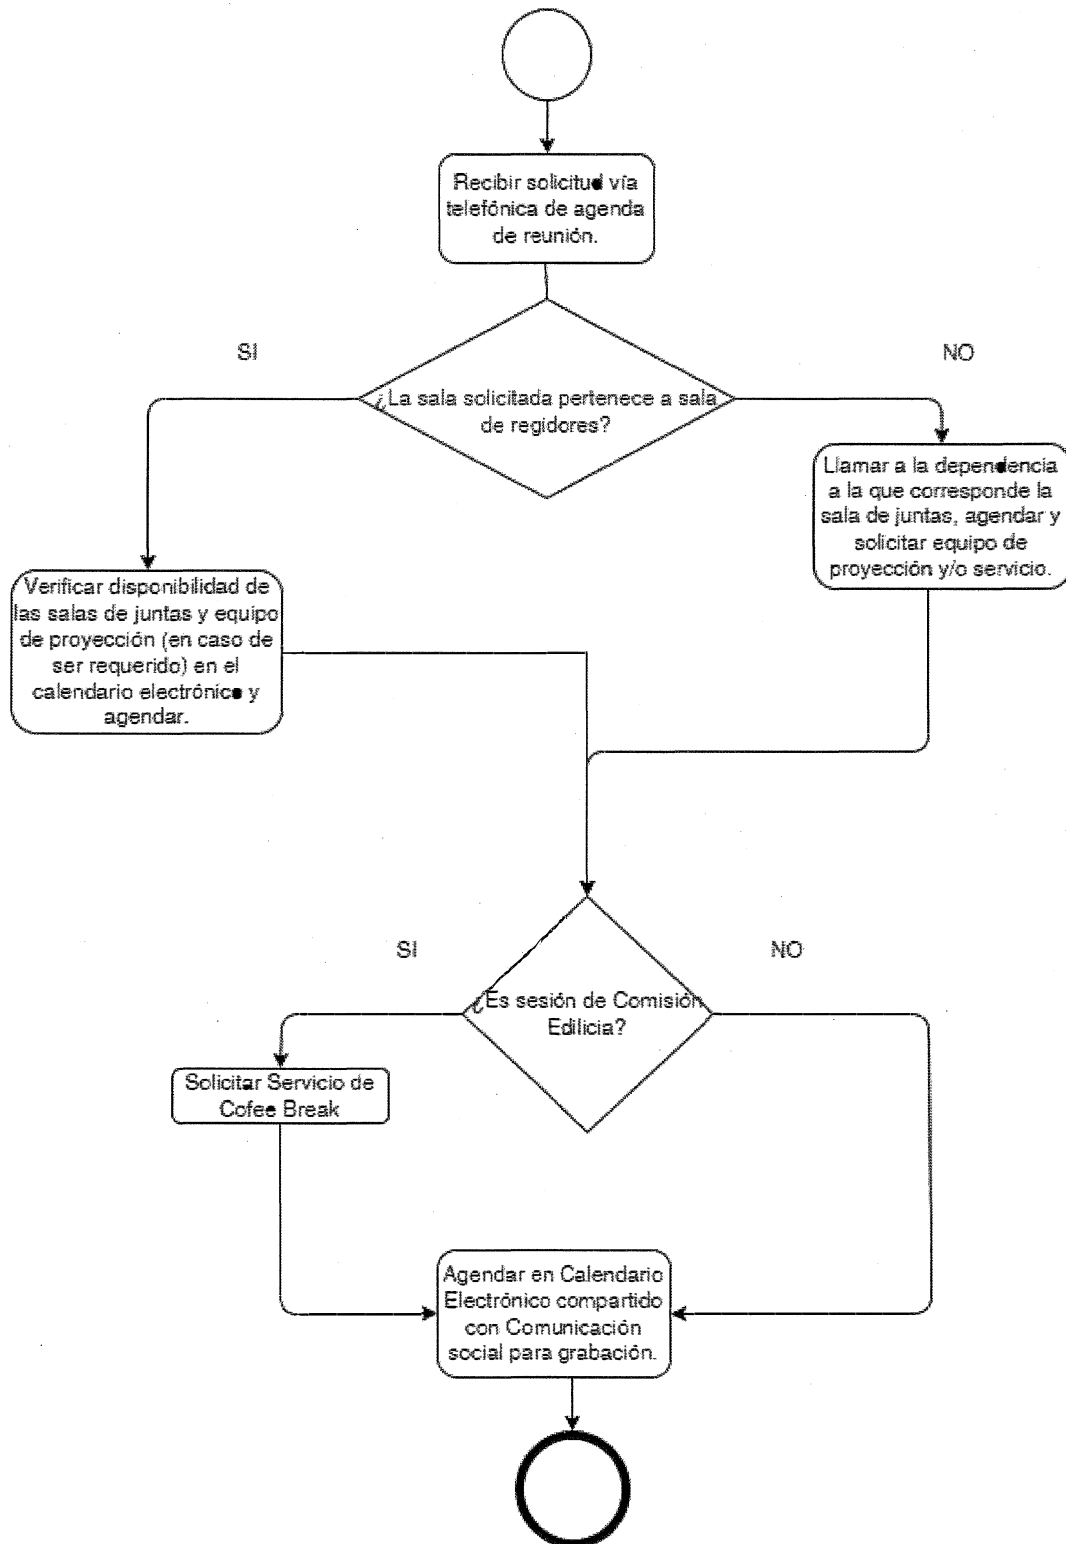 Recibir solicitud vía
telefónica de agenda
de reunión.
SI
NO
¿La sala solicitada pertenece a sala
de regidores?
Llamar a la dependencia
a la que corresponde la
sala de juntas, agendar y
solicitar equipo de
proyección y/o servicio.
Verificar disponibilidad de
las salas de juntas y equipo
de proyección (en caso de
ser requerido) en el
calendario electrónico y
agendar.
SI
NO
¿Es sesión de Comisión
Edilicia?
Solicitar Servicio de
Cofee Break
Agendar en Calendario
Electrónico compartido
con Comunicación
social para grabación.